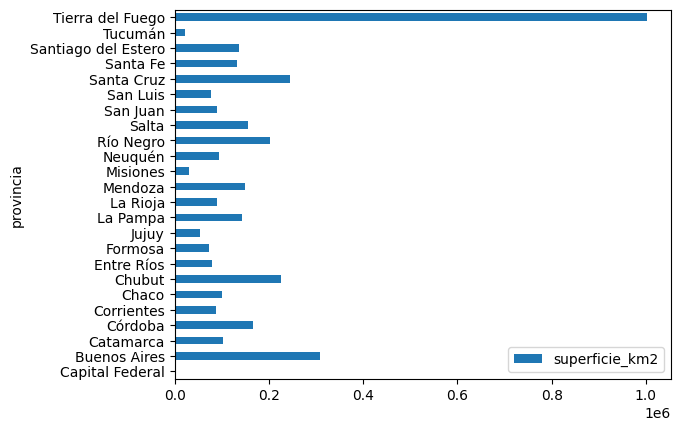 Tierra del Fuego
Tucumán
Santiago del Estero
Santa Fe
Santa Cruz
San Luis
San Juan
Salta
Río Negro
Neuquén
Misiones
Mendoza
La Rioja
La Pampa
Jujuy
Formosa
Entre Ríos
Chubut
Chaco
Corrientes
Córdoba
Catamarca
Buenos Aires
Capital Federal
provincia
superficie_km2
0.0 0.2 0.4 0.6 0.8 1.0
1e6